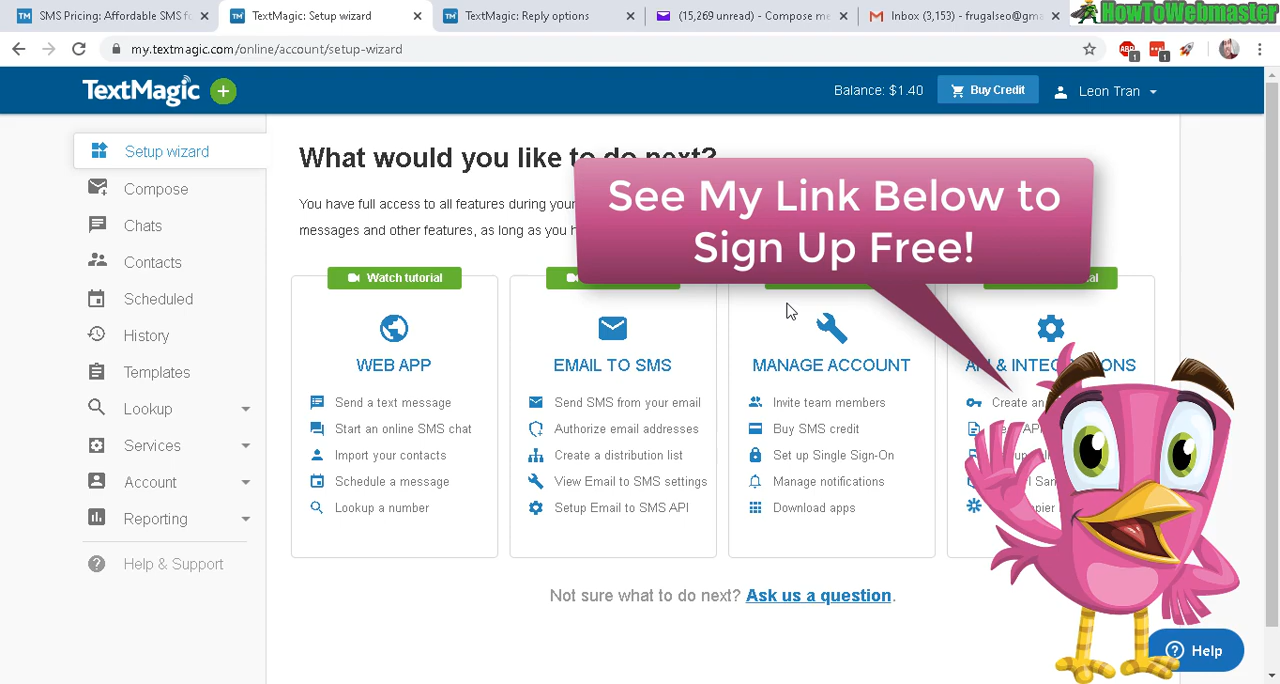 SMS Pricing: Affordable SMS fo
TextMagic: Setup wizard
TextMagic: Reply options
(15,269 unread) - Compose me
Inbox (3,153) - frugalseo@gma
HowToWebmaster
my.textmagic.com/online/account/setup-wizard
ABP
1
1
TextMagic
Balance: $1.40
Buy Credit
Leon Tran
Setup wizard
Compose
Chats
Contacts
Scheduled
History
Templates
Lookup
Services
Account
Reporting
Help & Support
What would you like to do next?
You have full access to all features during your
messages and other features, as long as you h
See My Link Below to
Sign Up Free!
Watch tutorial
WEB APP
Send a text message
Start an online SMS chat
Import your contacts
Schedule a message
Lookup a number
EMAIL TO SMS
Send SMS from your email
Authorize email addresses
Create a distribution list
View Email to SMS settings
Setup Email to SMS API
MANAGE ACCOUNT
Invite team members
Buy SMS credit
Set up Single Sign-On
Manage notifications
Download apps
API & INTEGRATIONS
Create an
Not sure what to do next? Ask us a question.
Help